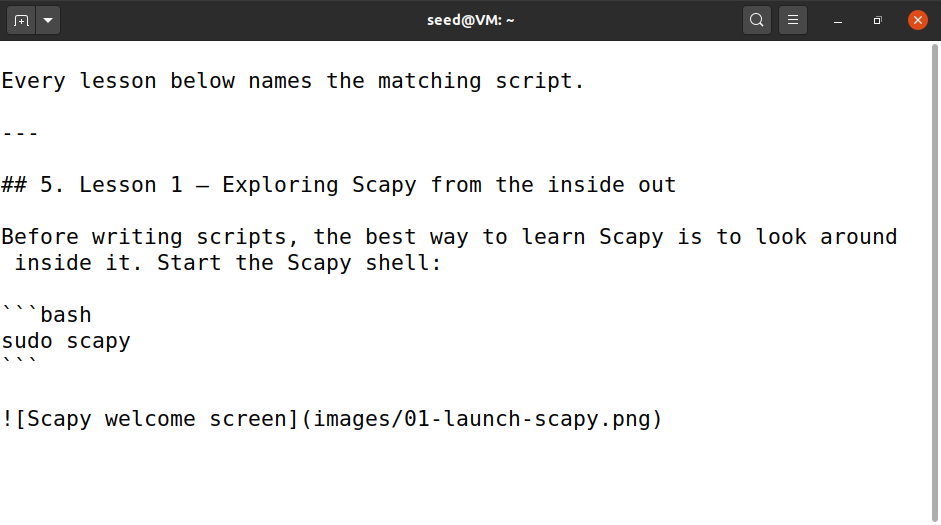 seed@VM: ~
Every lesson below names the matching script.
---
## 5. Lesson 1 — Exploring Scapy from the inside out
Before writing scripts, the best way to learn Scapy is to look around
inside it. Start the Scapy shell:
```bash
sudo scapy
```
![Scapy welcome screen](images/01-launch-scapy.png)